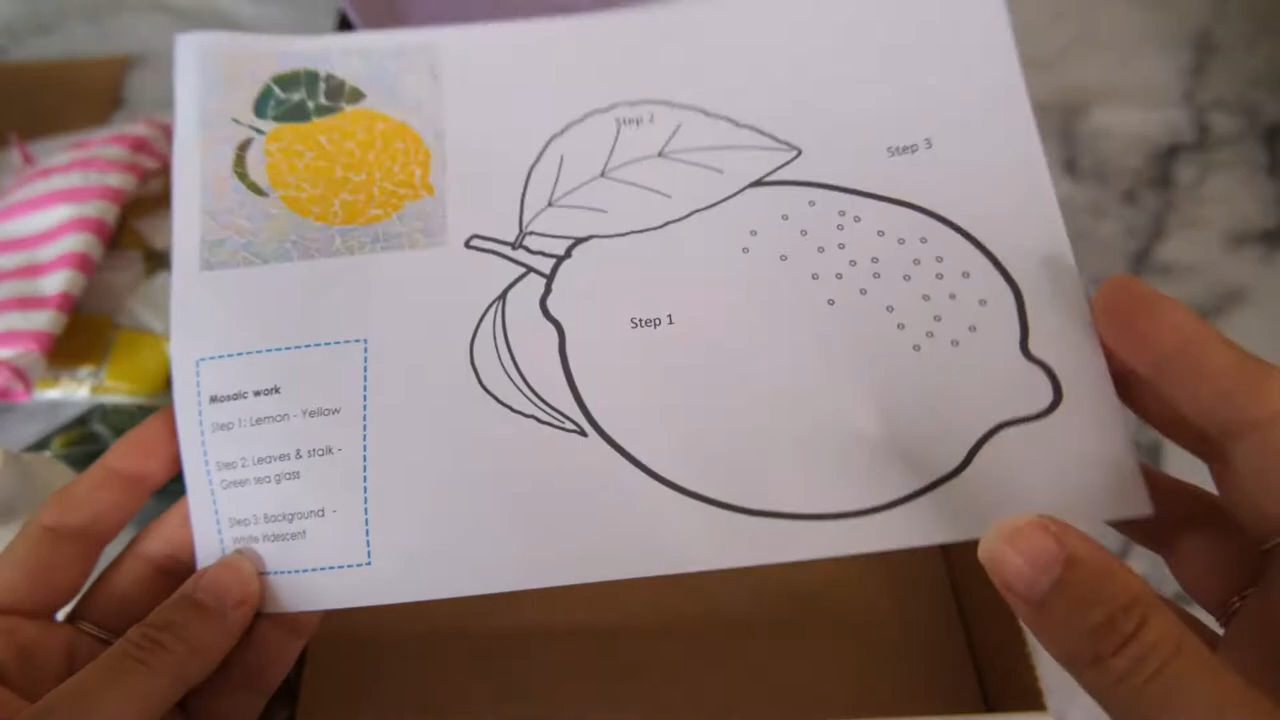 Step 2
Step 3
Step 1
Mosaic work
Step 1: Lemon - Yellow
Step 2: Leaves & stalk -
Green sea glass
Step 3: Background -
White Iridescent